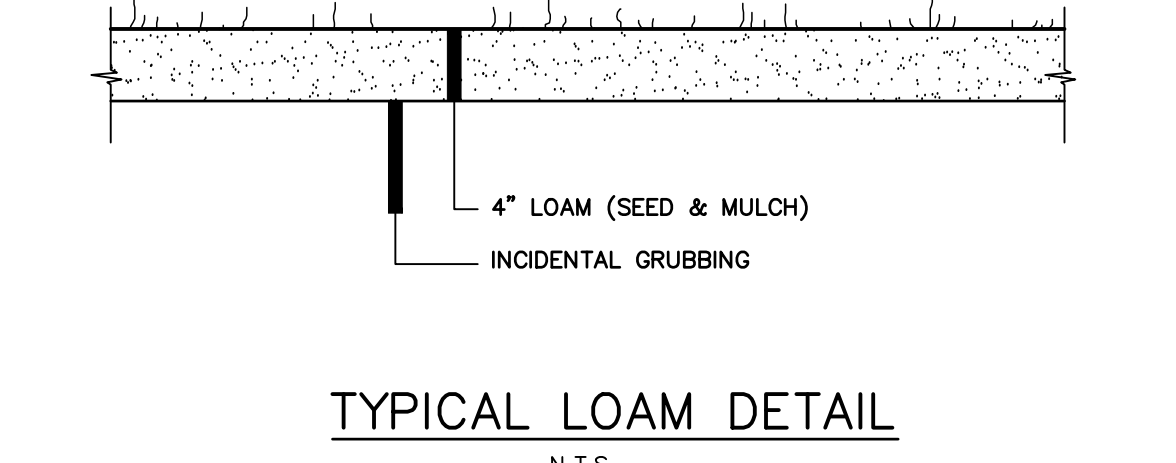 4” LOAM (SEED & MULCH)
INCIDENTAL GRUBBING
TYPICAL LOAM DETAIL
N.T.S.